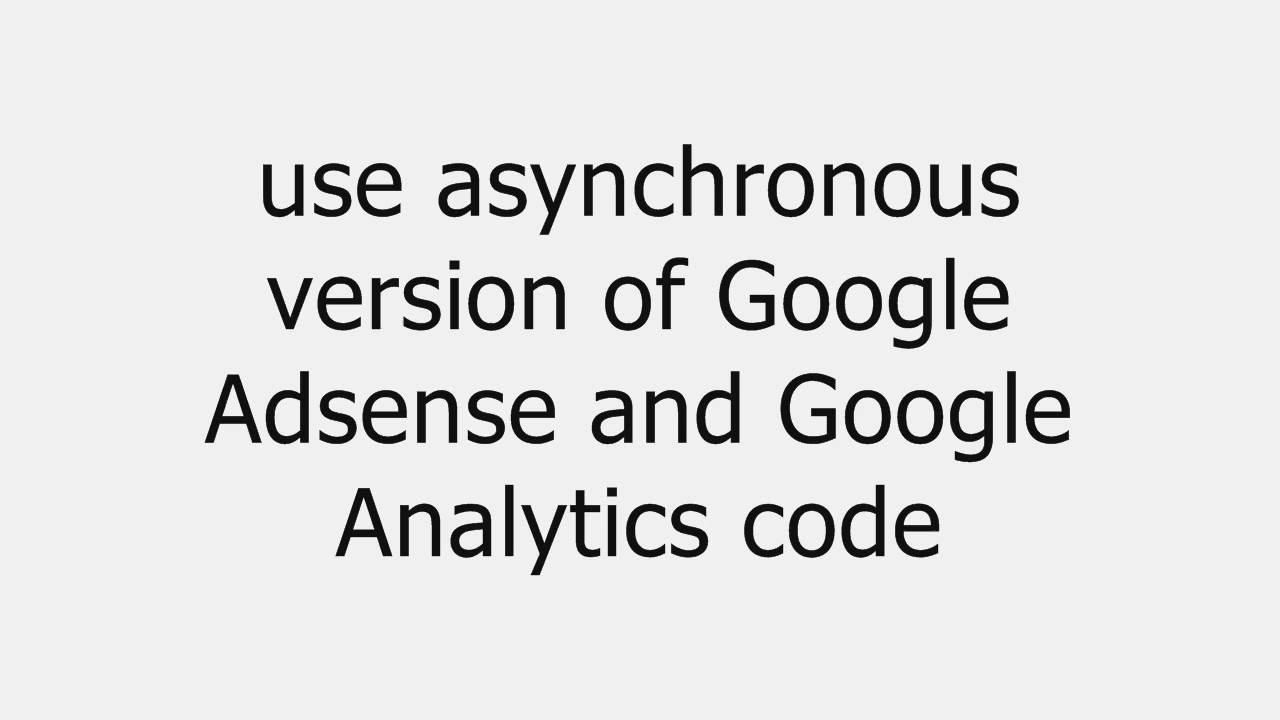 use asynchronous
version of Google
Adsense and Google
Analytics code